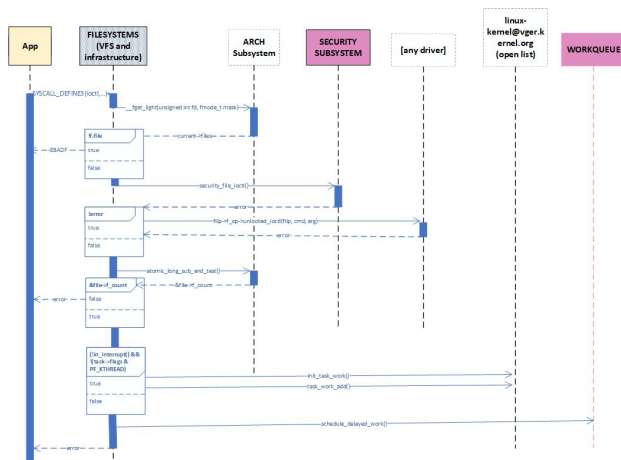 App
FILESYSTEMS
(VFS and
infrastructure)
ARCH
Subsystem
SECURITY
SUBSYSTEM
[any driver]
linux-
kernel@vger.k
ernel.org
(open list)
WORKQUEUE
SYSCALL_DEFINE3(ioctl,...)
__fget_light(unsigned int fd, fmode_t mask)
current->files
!f.file
EBADF
true
false
security_file_ioctl()
error
!error
filp->f_op->unlocked_ioctl(filp, cmd, arg)
true
error
false
atomic_long_sub_and_test()
&file->f_count
&file->f_count
error
false
true
(!in_interrupt() &&
!(task->flags &
PF_KTHREAD)
init_task_work()
true
task_work_add()
false
schedule_delayed_work()
error